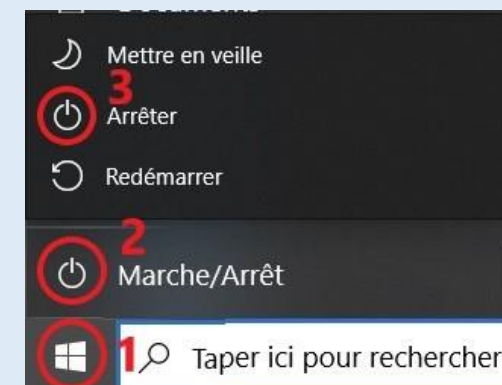 Mettre en veille
3
Arrêter
Redémarrer
2
Marche/Arrêt
1 Taper ici pour rechercher